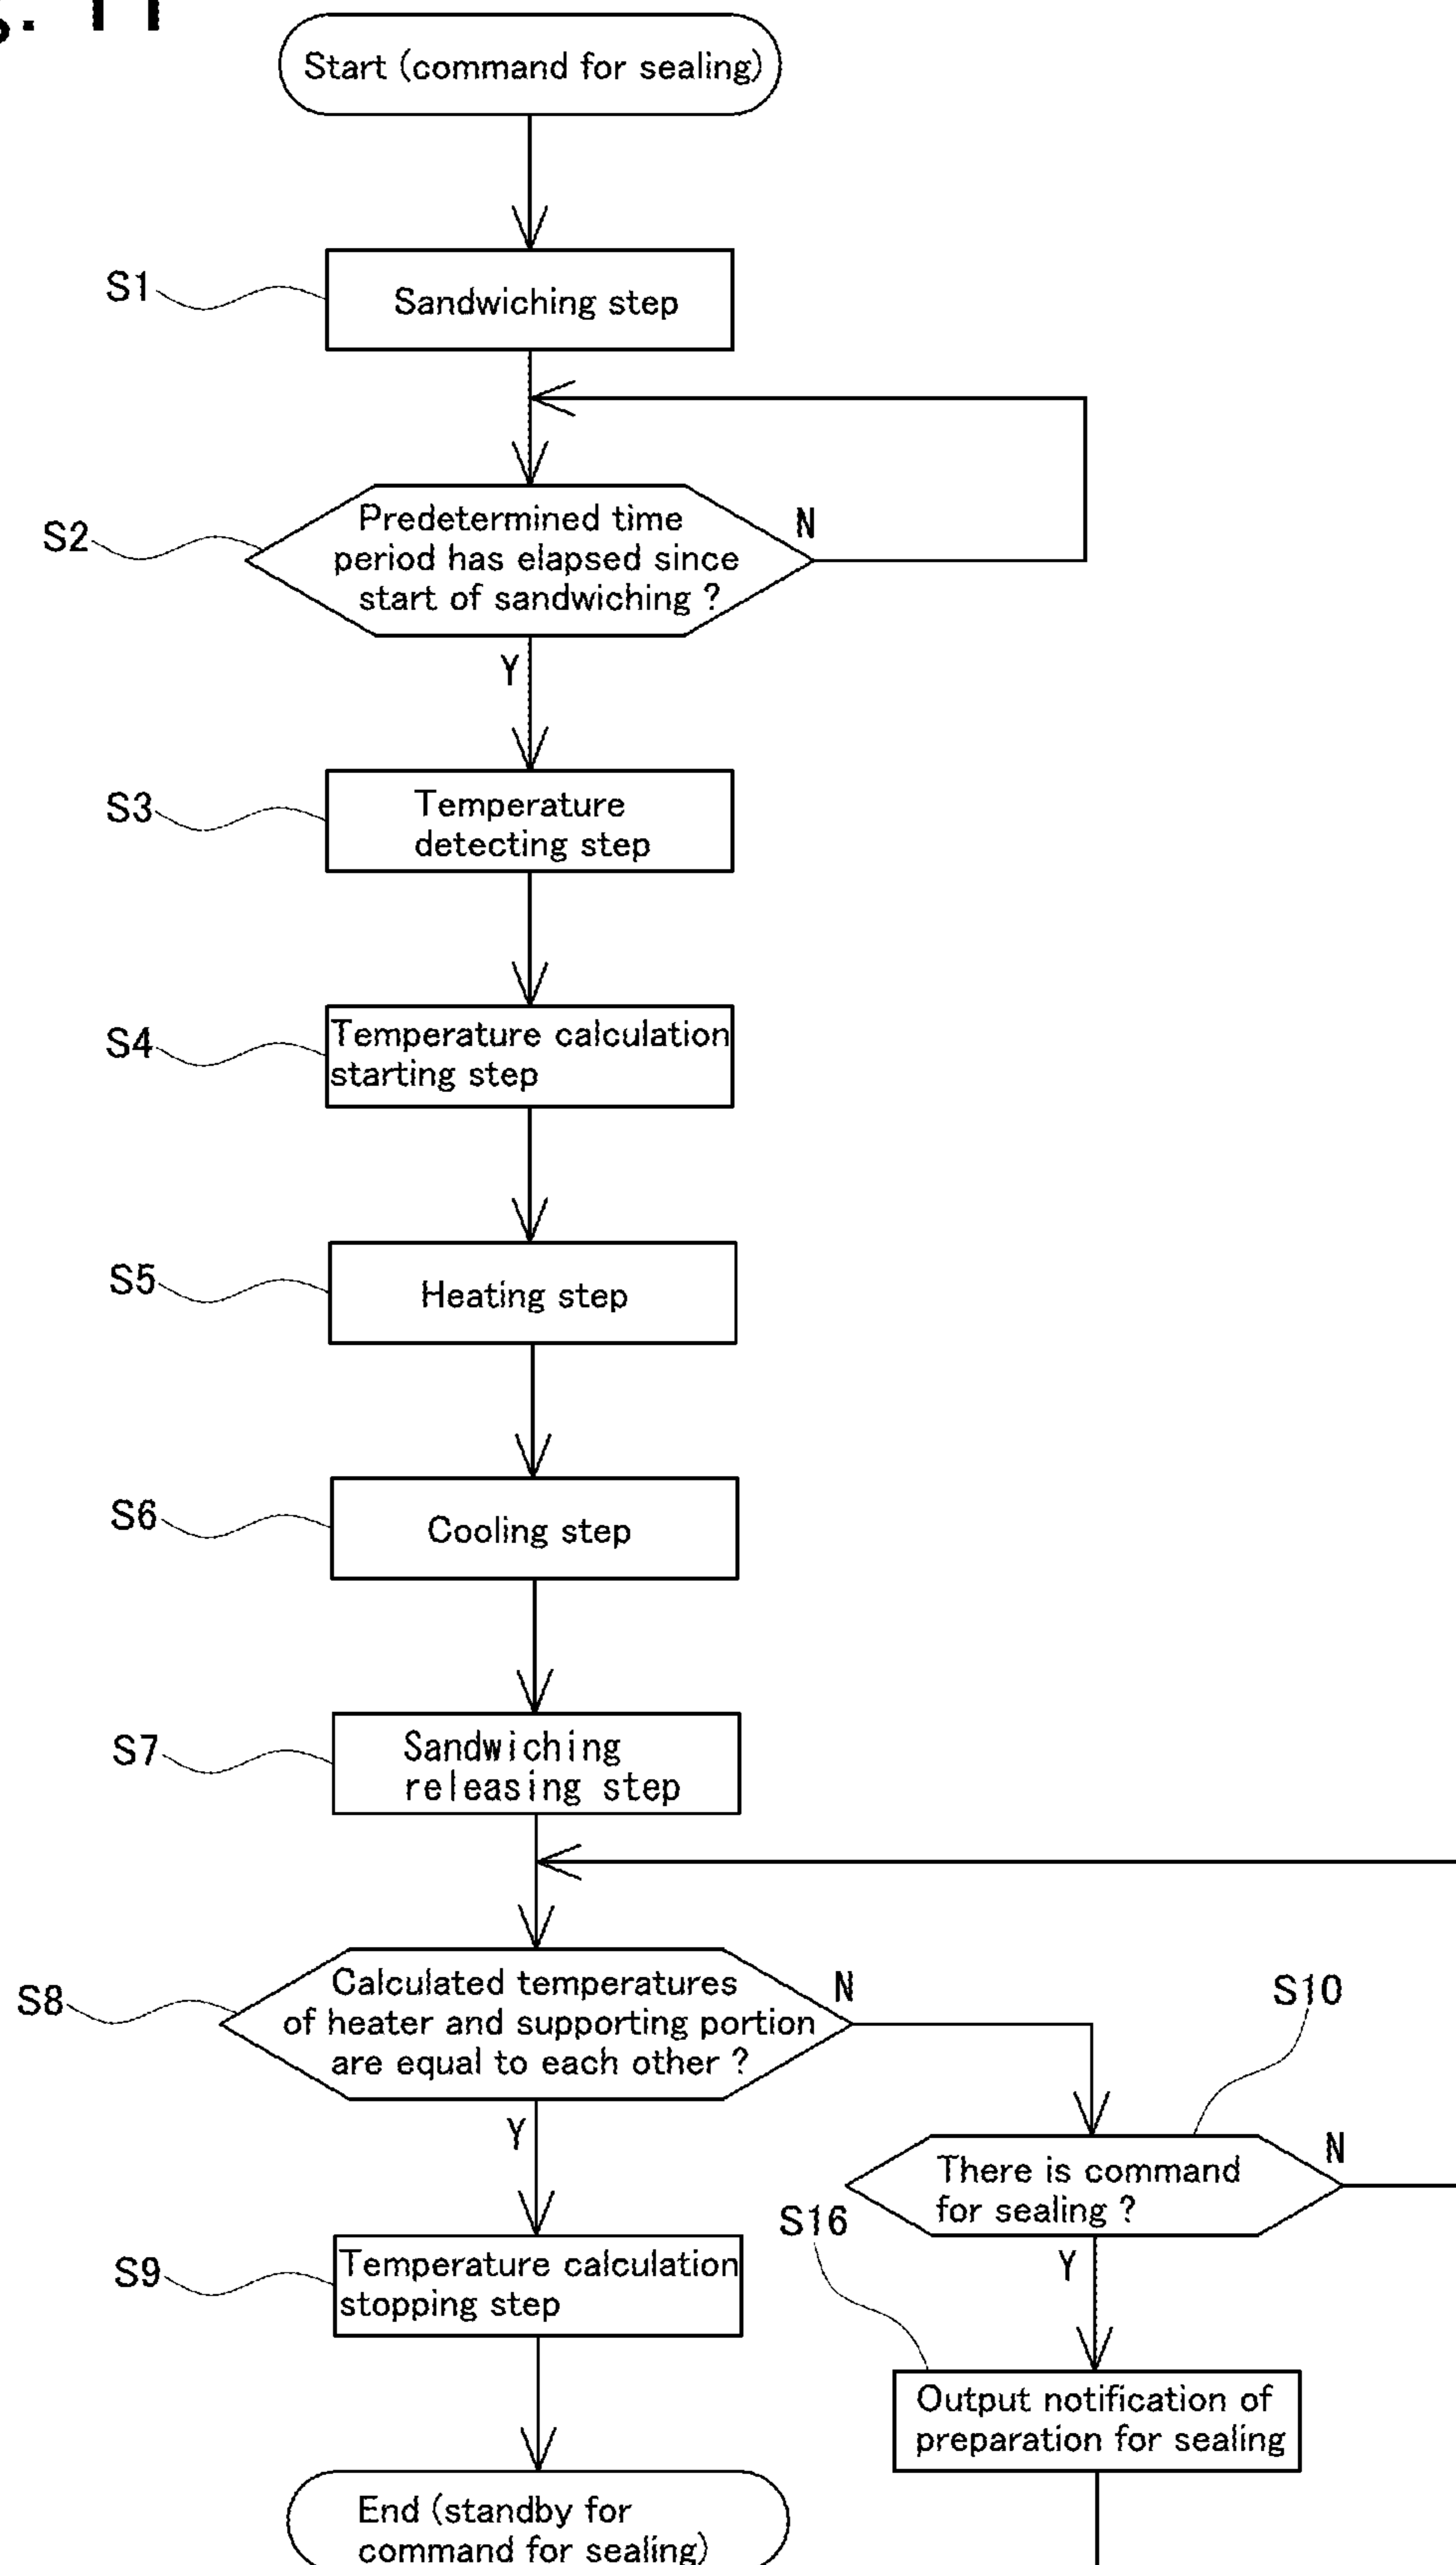 g. 11
Start (command for sealing)
S1
Sandwiching step
S2
Predetermined time
period has elapsed since
start of sandwiching ?
N
Y
S3
Temperature
detecting step
S4
Temperature calculation
starting step
S5
Heating step
S6
Cooling step
S7
Sandwiching
releasing step
S8
Calculated temperatures
of heater and supporting portion
are equal to each other ?
N
S10
Y
There is command
for sealing ?
N
S16
Y
S9
Temperature calculation
stopping step
Output notification of
preparation for sealing
End (standby for
command for sealing)